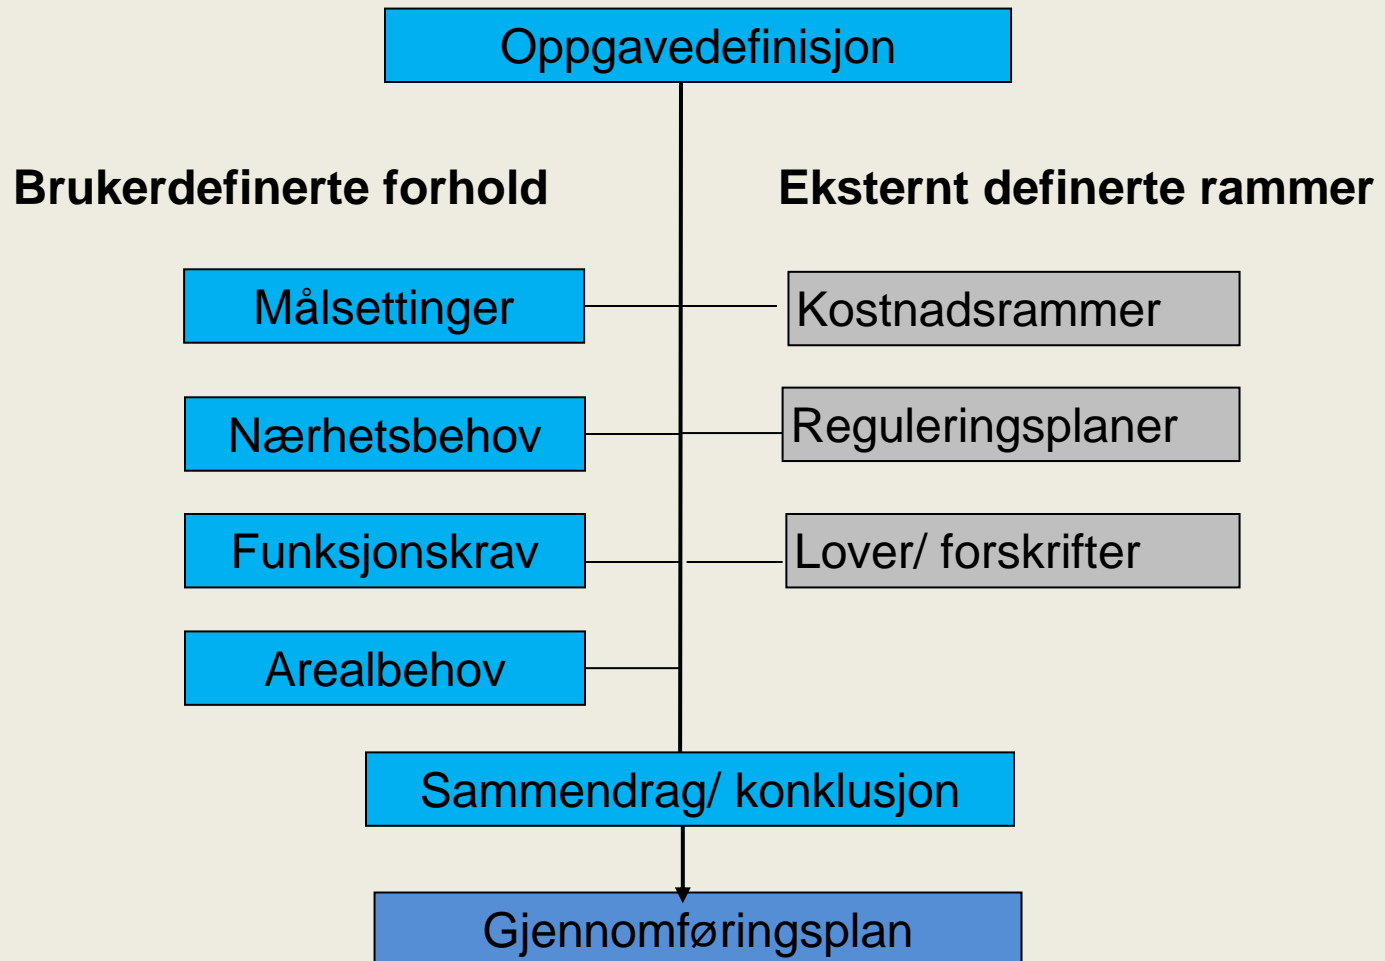 Oppgavedefinisjon
Brukerdefinerte forhold
Eksternt definerte rammer
Målsettinger
Kostnadsrammer
Nærhetsbehov
Reguleringsplaner
Funksjonskrav
Lover/ forskrifter
Arealbehov
Sammendrag/ konklusjon
Gjennomføringsplan